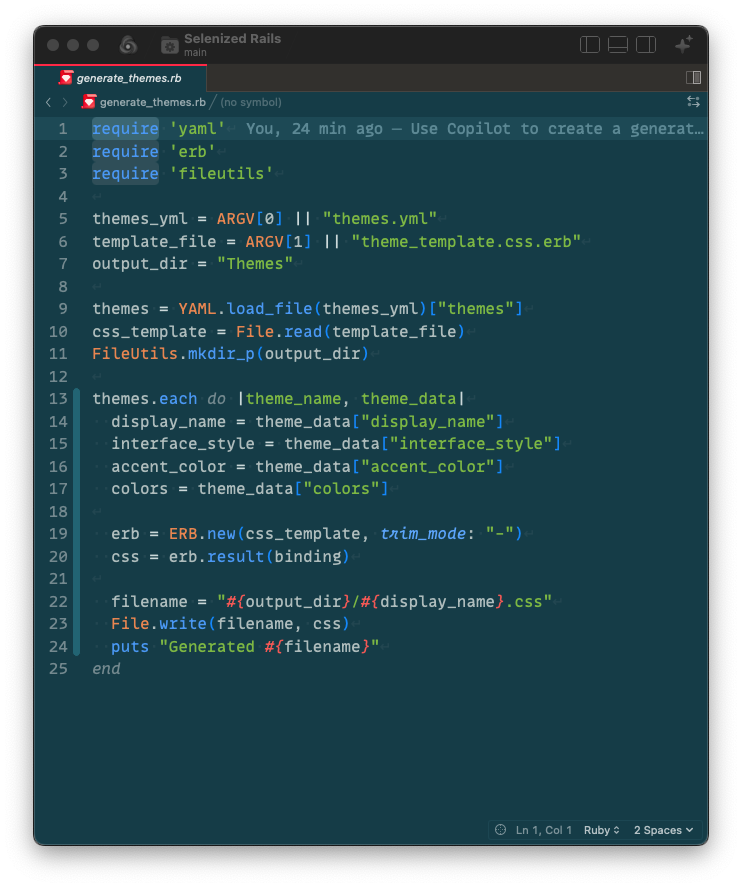 Selenized Rails
main
generate_themes.rb
generate_themes.rb / (no symbol)
1 require 'yaml' You, 24 min ago — Use Copilot to create a generat…
2 require 'erb'
3 require 'fileutils'
4
5 themes_yml = ARGV[0] || "themes.yml"
6 template_file = ARGV[1] || "theme_template.css.erb"
7 output_dir = "Themes"
8
9 themes = YAML.load_file(themes_yml)["themes"]
10 css_template = File.read(template_file)
11 FileUtils.mkdir_p(output_dir)
12
13 themes.each do |theme_name, theme_data|
14   display_name = theme_data["display_name"]
15   interface_style = theme_data["interface_style"]
16   accent_color = theme_data["accent_color"]
17   colors = theme_data["colors"]
18
19   erb = ERB.new(css_template, trim_mode: "-")
20   css = erb.result(binding)
21
22   filename = "#{output_dir}/#{display_name}.css"
23   File.write(filename, css)
24   puts "Generated #{filename}"
25 end
Ln 1, Col 1 Ruby 2 Spaces